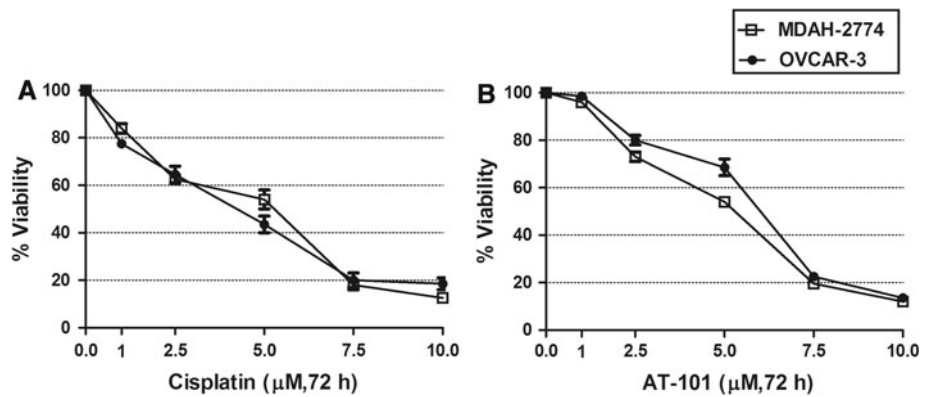 MDAH-2774
OVCAR-3
A
100
80
60
40
20
0
% Viability
0.0 1 2.5 5.0 7.5 10.0
Cisplatin (μM,72 h)
B
100
80
60
40
20
0
% Viability
0.0 1 2.5 5.0 7.5 10.0
AT-101 (μM,72 h)